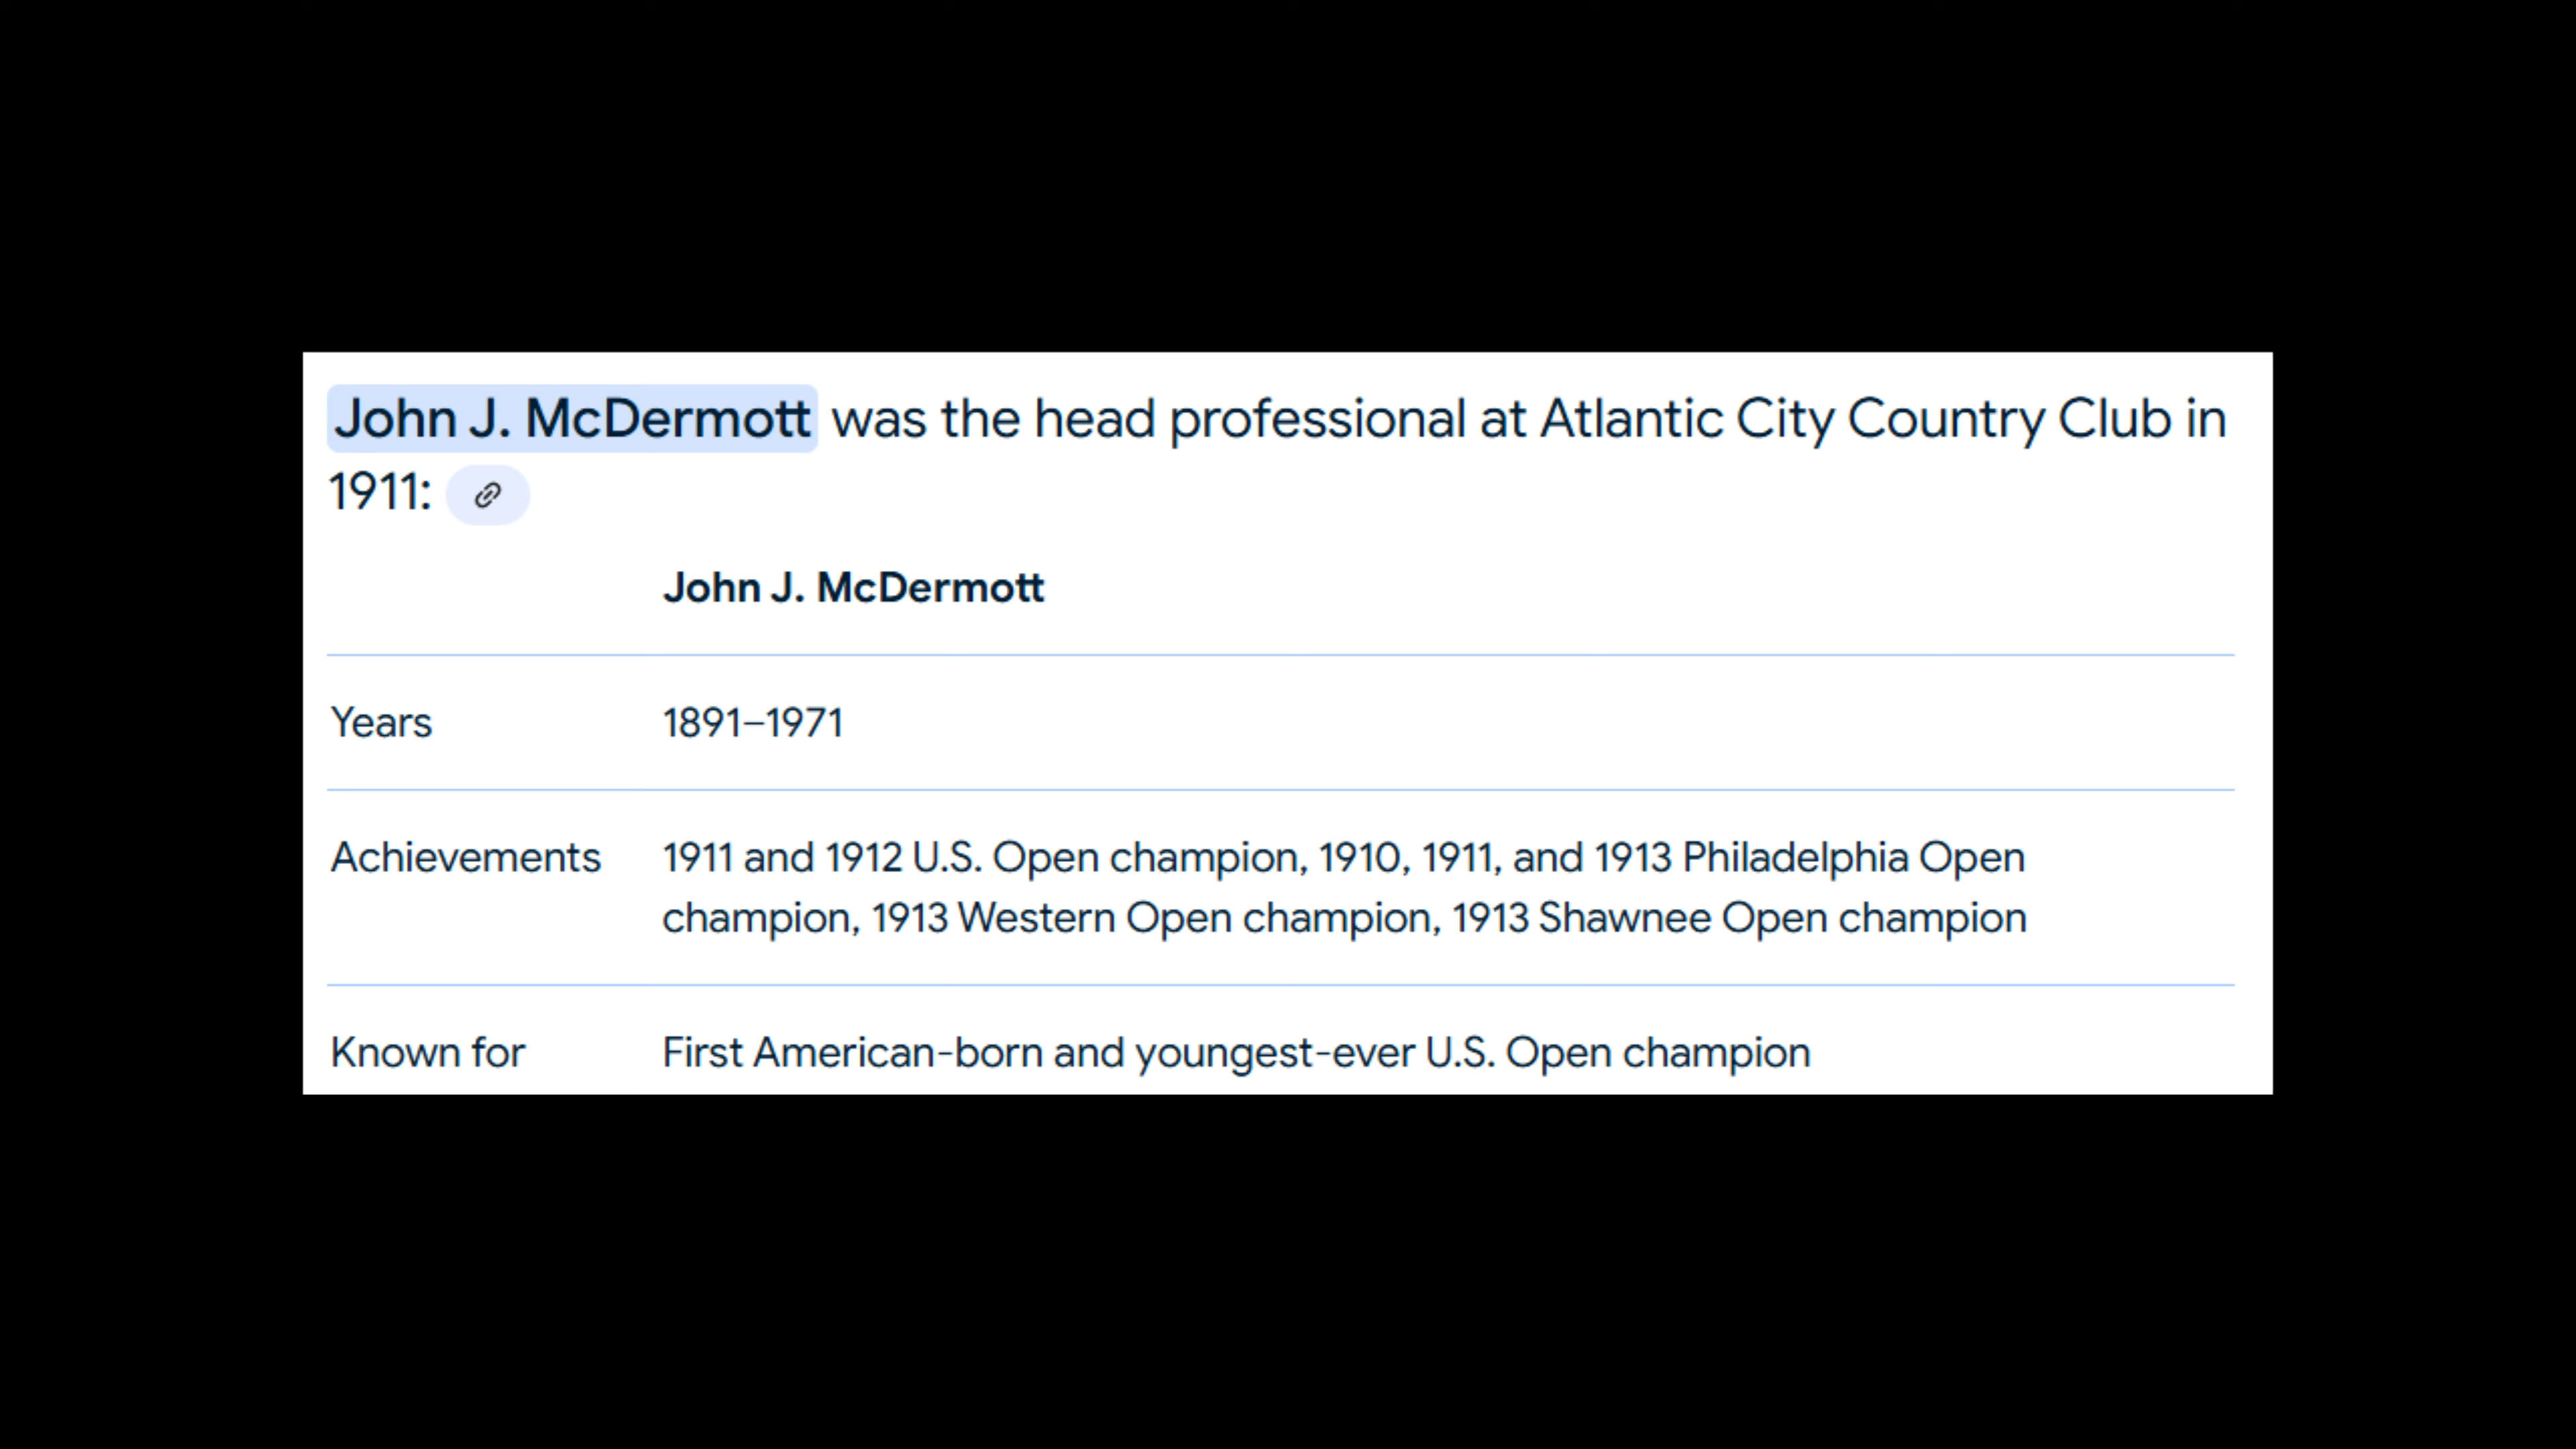 John J. McDermott was the head professional at Atlantic City Country Club in
1911:
John J. McDermott
Years 1891–1971
Achievements 1911 and 1912 U.S. Open champion, 1910, 1911, and 1913 Philadelphia Open
champion, 1913 Western Open champion, 1913 Shawnee Open champion
Known for First American-born and youngest-ever U.S. Open champion